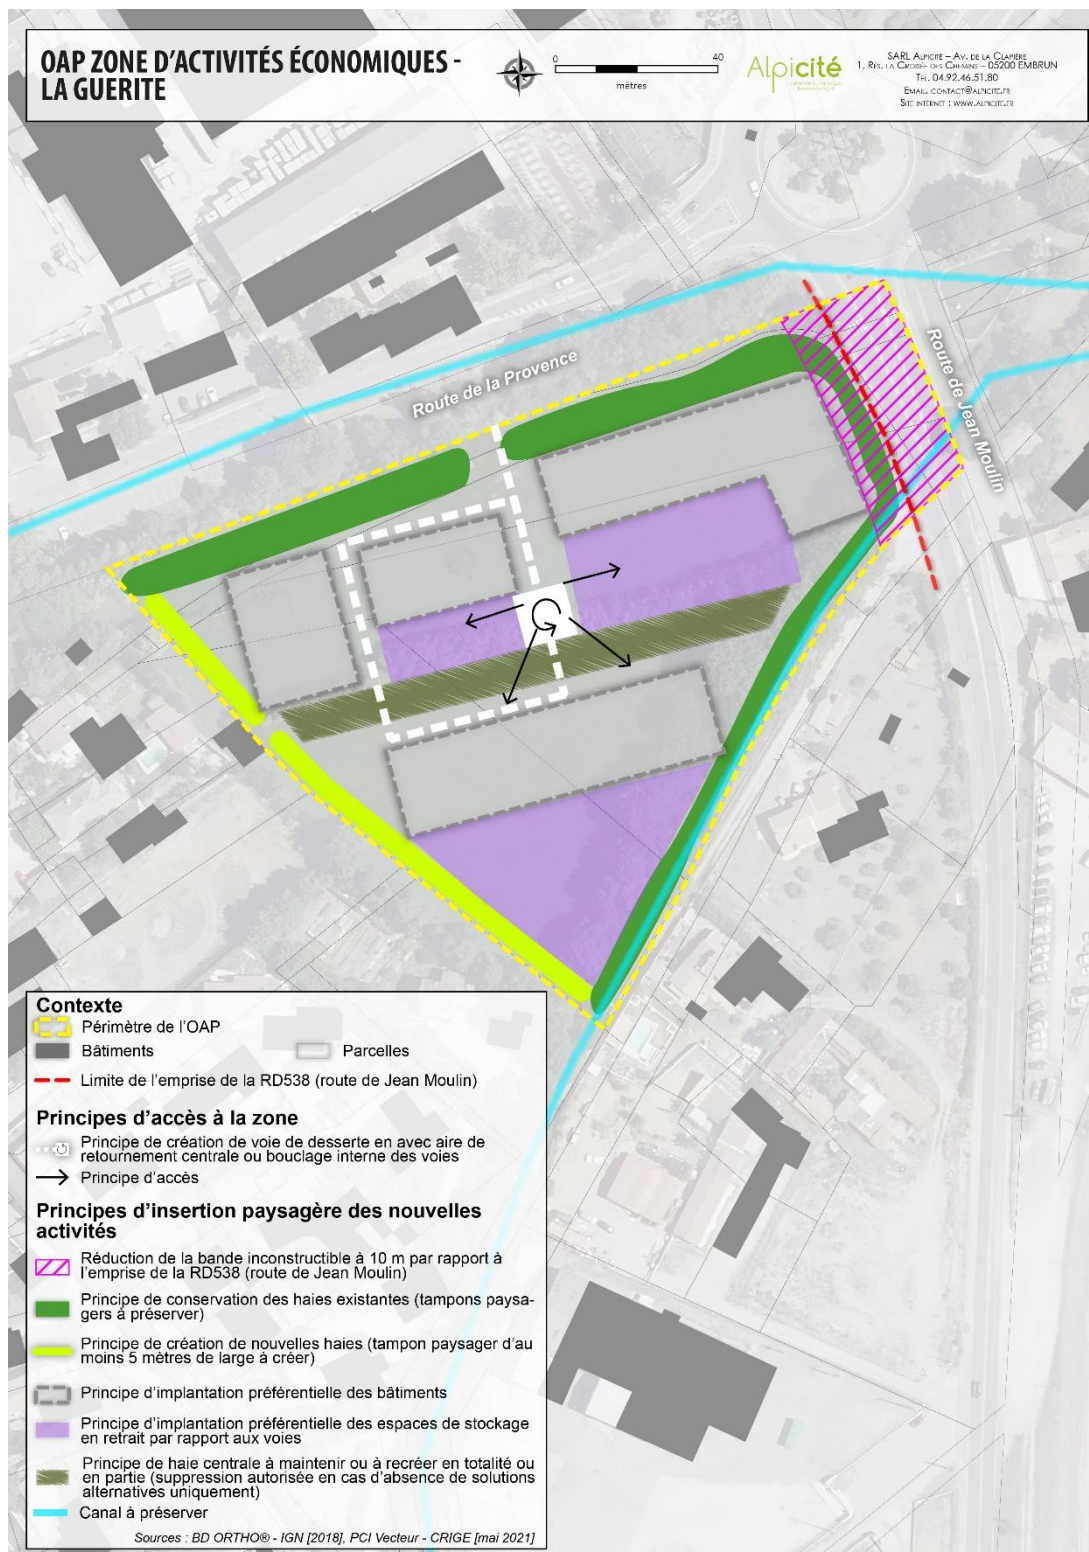 OAP ZONE D'ACTIVITÉS ÉCONOMIQUES -
LA GUERITE
0 40
mètres
Alpicité
SARL Alpicité – Av. de la Clapière
1, Rés. La Croisée des Chemins – 05200 EMBRUN
Tél. 04.92.46.51.80
Email. contact@alpicite.fr
Site internet : www.alpicite.fr
Route de la Provence
Route de Jean Moulin
Contexte
Périmètre de l'OAP
Bâtiments Parcelles
Limite de l'emprise de la RD538 (route de Jean Moulin)
Principes d'accès à la zone
Principe de création de voie de desserte en avec aire de
retournement centrale ou bouclage interne des voies
Principe d'accès
Principes d'insertion paysagère des nouvelles
activités
Réduction de la bande inconstructible à 10 m par rapport à
l'emprise de la RD538 (route de Jean Moulin)
Principe de conservation des haies existantes (tampons paysa-
gers à préserver)
Principe de création de nouvelles haies (tampon paysager d'au
moins 5 mètres de large à créer)
Principe d'implantation préférentielle des bâtiments
Principe d'implantation préférentielle des espaces de stockage
en retrait par rapport aux voies
Principe de haie centrale à maintenir ou à recréer en totalité ou
en partie (suppression autorisée en cas d'absence de solutions
alternatives uniquement)
Canal à préserver
Sources : BD ORTHO® - IGN [2018], PCI Vecteur - CRIGE [mai 2021]